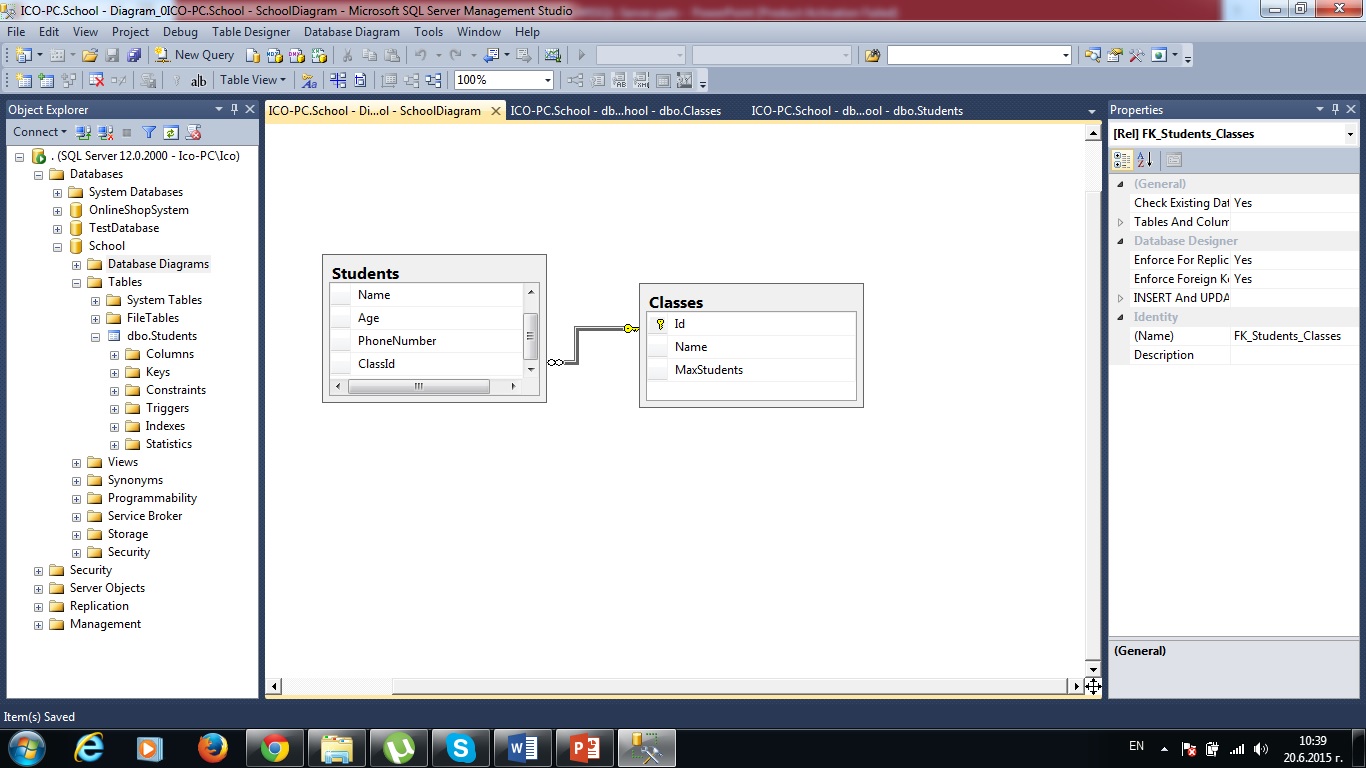 ICO-PC.School - Diagram_0ICO-PC.School - SchoolDiagram - Microsoft SQL Server Management Studio
File Edit View Project Debug Table Designer Database Diagram Tools Window Help
New Query
Table View 100%
Object Explorer
Connect
. (SQL Server 12.0.2000 - Ico-PC\Ico)
Databases
System Databases
OnlineShopSystem
TestDatabase
School
Database Diagrams
Tables
System Tables
FileTables
dbo.Students
Columns
Keys
Constraints
Triggers
Indexes
Statistics
Views
Synonyms
Programmability
Service Broker
Storage
Security
Security
Server Objects
Replication
Management
ICO-PC.School - Di...ol - SchoolDiagram ICO-PC.School - db...hool - dbo.Classes ICO-PC.School - db...ool - dbo.Students
Students
Name
Age
PhoneNumber
ClassId
Classes
Id
Name
MaxStudents
Properties
[Rel] FK_Students_Classes
(General)
Check Existing Dat Yes
Tables And Colum
Database Designer
Enforce For Replic Yes
Enforce Foreign Ke Yes
INSERT And UPDA
Identity
(Name) FK_Students_Classes
Description
(General)
Item(s) Saved
EN 10:39
20.6.2015 г.